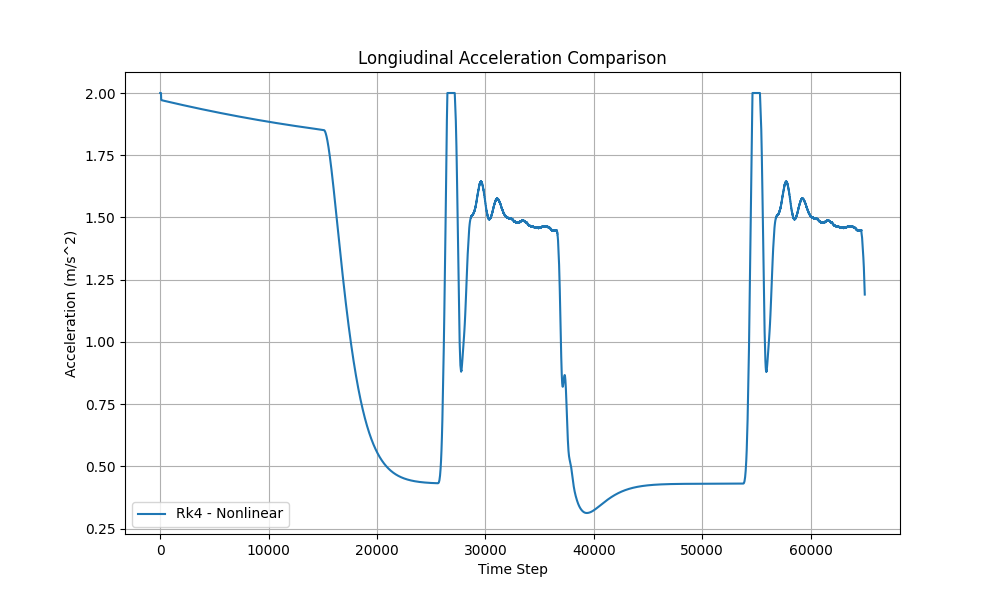 Longiudinal Acceleration Comparison
Acceleration (m/s^2)
2.00
1.75
1.50
1.25
1.00
0.75
0.50
0.25
Rk4 - Nonlinear
0 10000 20000 30000 40000 50000 60000
Time Step